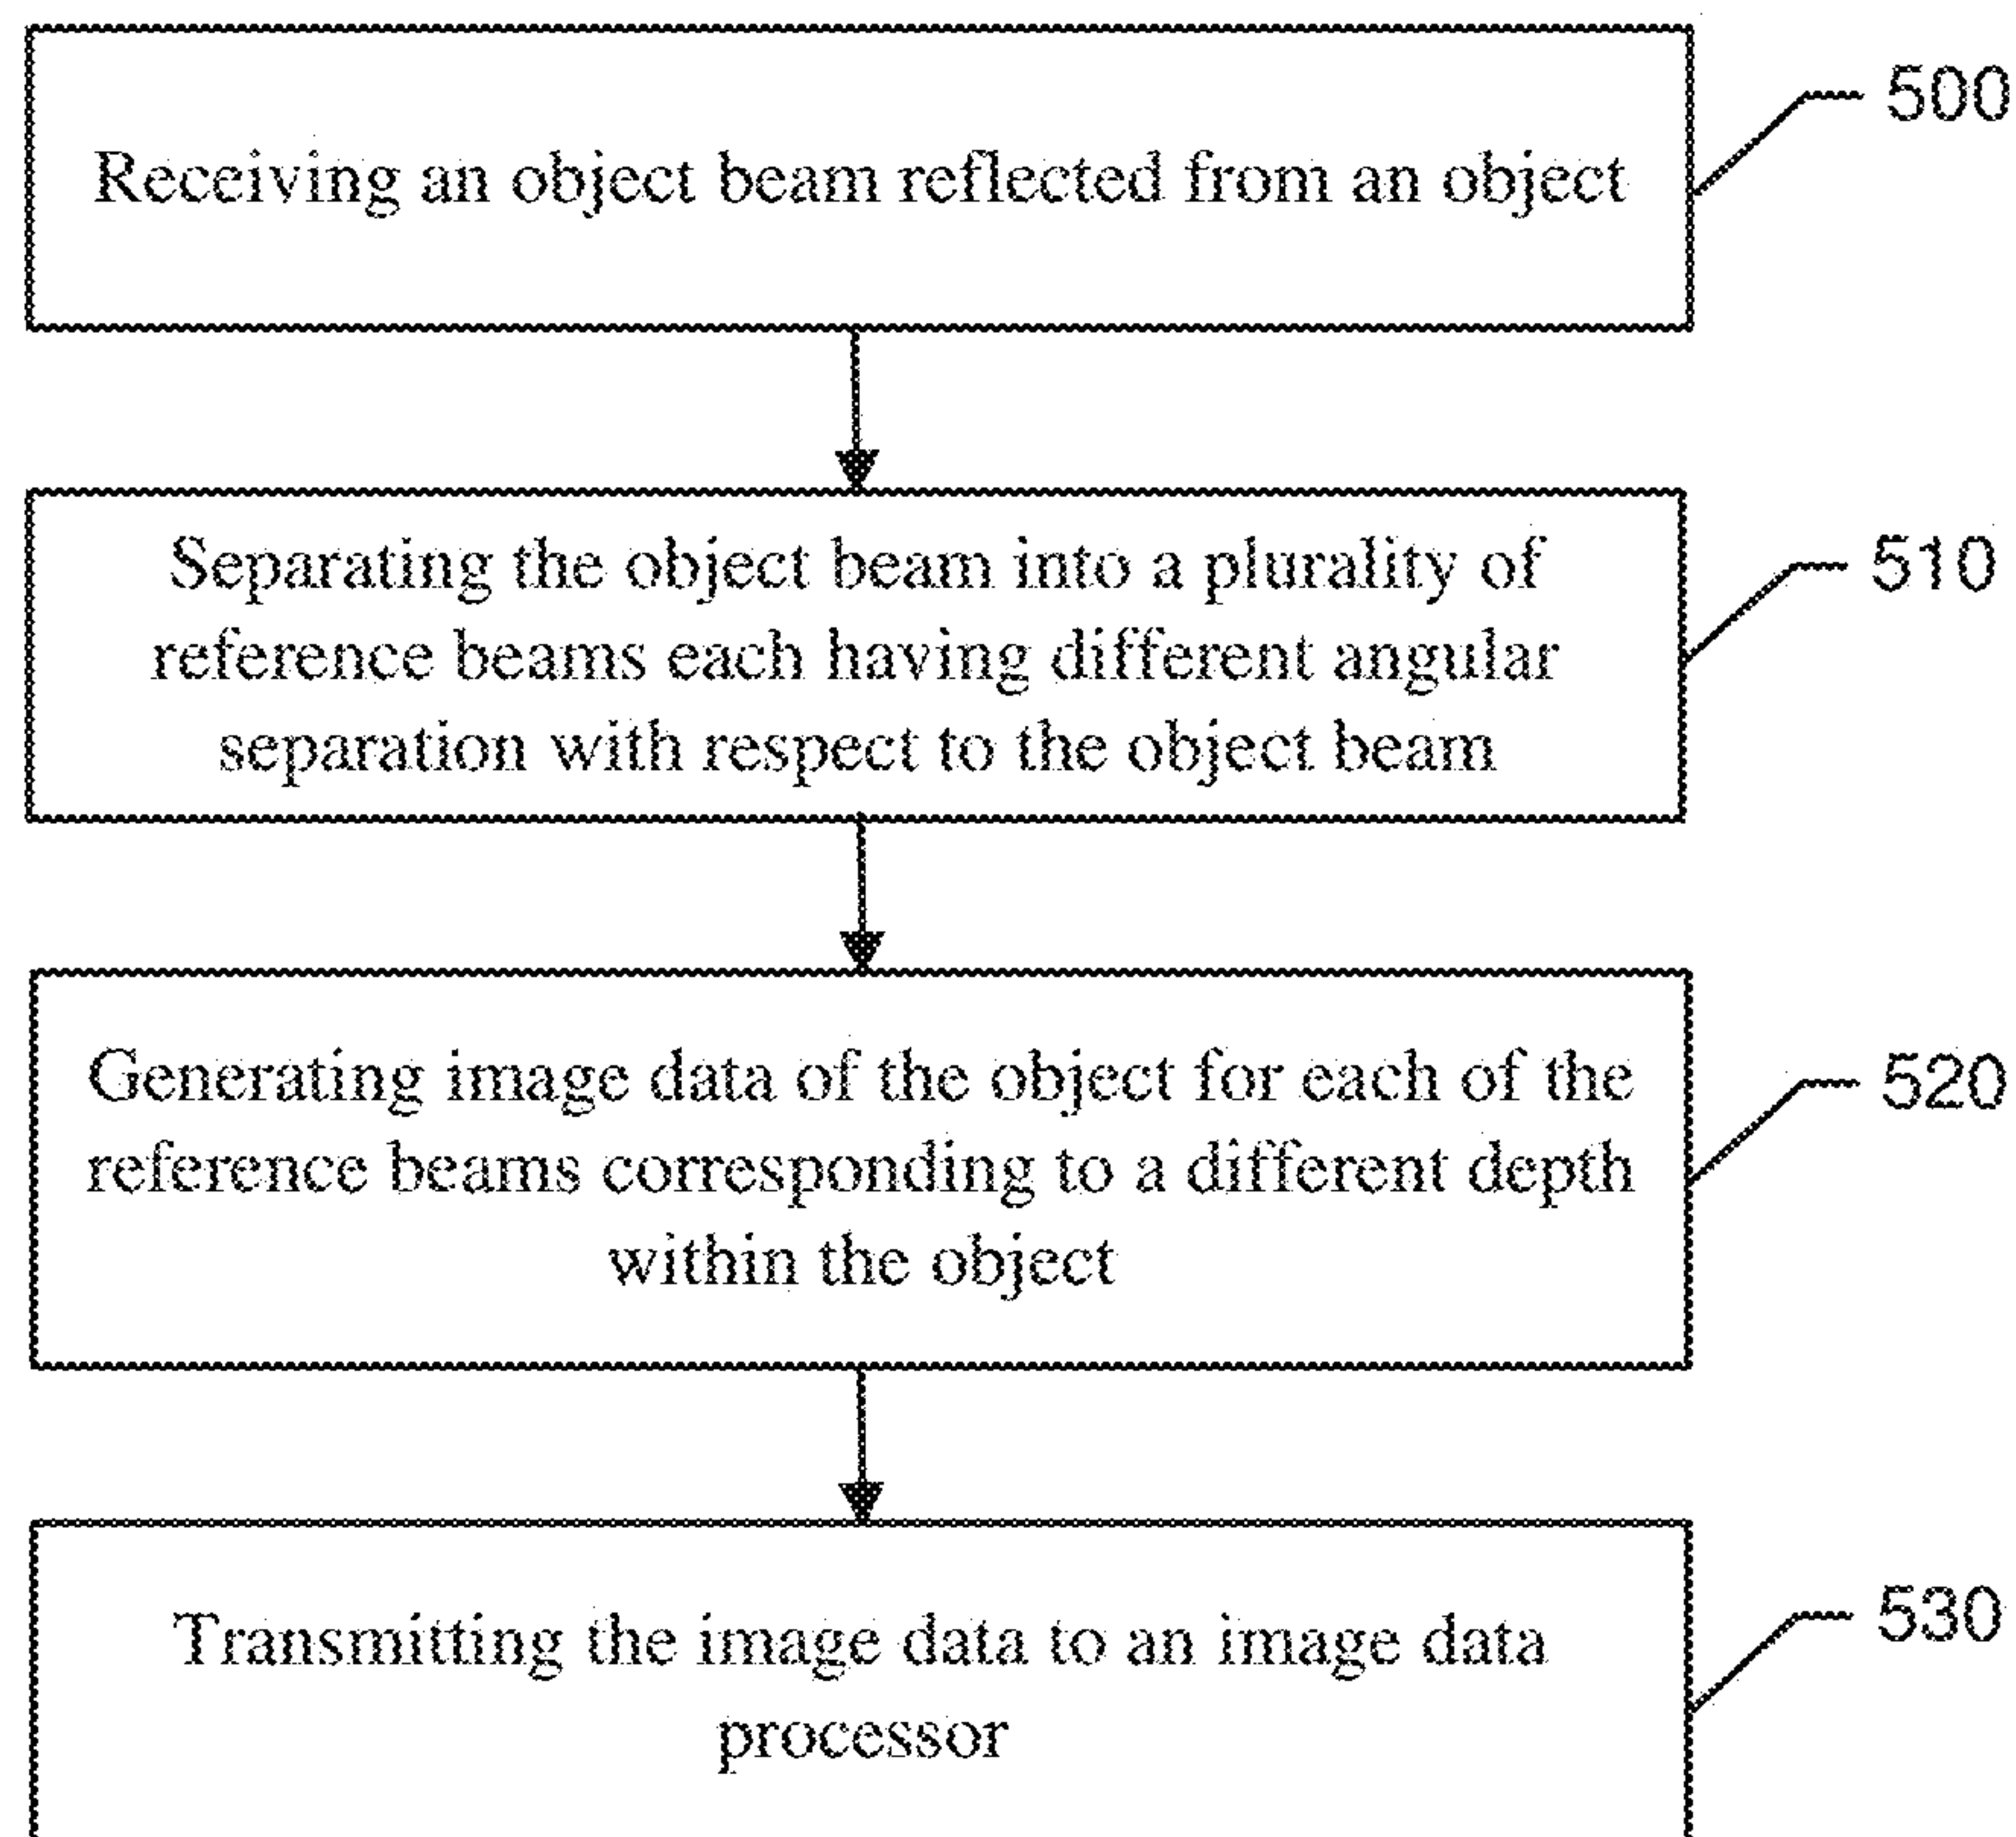 500
Receiving an object beam reflected from an object
510
Separating the object beam into a plurality of
reference beams each having different angular
separation with respect to the object beam
520
Generating image data of the object for each of the
reference beams corresponding to a different depth
within the object
530
Transmitting the image data to an image data
processor